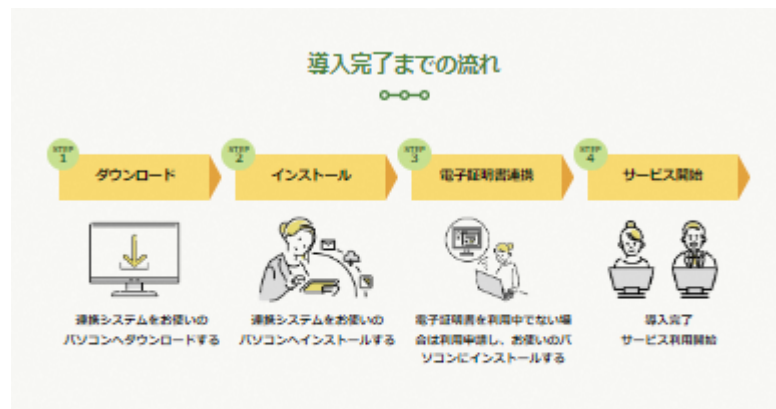 導入完了までの流れ
STEP
1
ダウンロード
STEP
2
インストール
STEP
3
電子証明書連携
STEP
4
サービス開始
連携システムをお使いの
パソコンへダウンロードする
連携システムをお使いの
パソコンへインストールする
電子証明書を利用中でない場
合は利用申請し、お使いのパ
ソコンにインストールする
導入完了
サービス利用開始